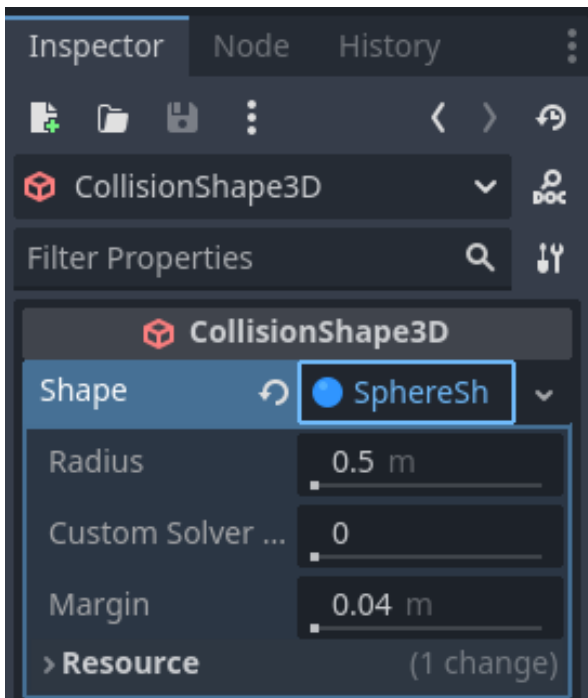 Inspector Node History
CollisionShape3D
DOC
Filter Properties
CollisionShape3D
Shape SphereSh
Radius 0.5 m
Custom Solver ... 0
Margin 0.04 m
Resource (1 change)